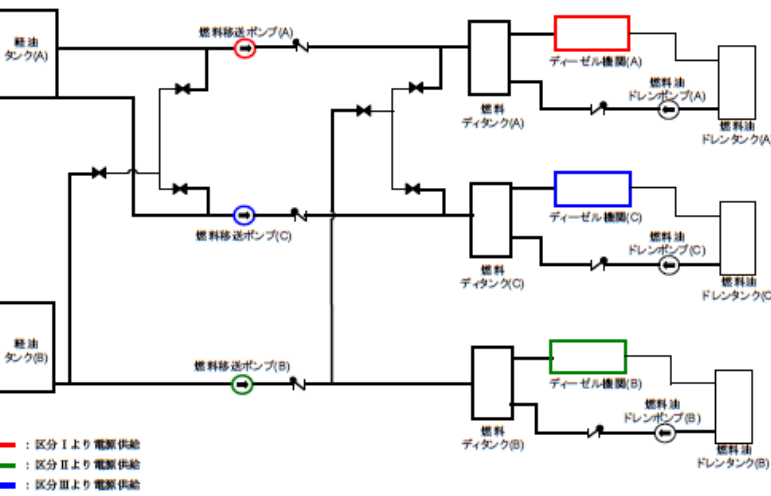 軽油
タンク(A)
燃料移送ポンプ(A)
燃料
ディタンク(A)
ディーゼル機関(A)
燃料油
ドレンポンプ(A)
燃料油
ドレンタンク(A)
燃料移送ポンプ(C)
燃料
ディタンク(C)
ディーゼル機関(C)
燃料油
ドレンポンプ(C)
燃料油
ドレンタンク(C
軽油
タンク(B)
燃料移送ポンプ(B)
燃料
ディタンク(B)
ディーゼル機関(B)
燃料油
ドレンポンプ(B)
燃料油
ドレンタンク(B)
：区分Ⅰより電源供給
：区分Ⅱより電源供給
：区分Ⅲより電源供給